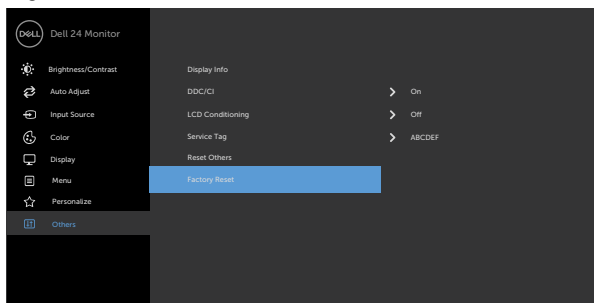 DELL Dell 24 Monitor
Brightness/Contrast
Auto Adjust
Input Source
Color
Display
Menu
Personalize
Others
Display Info
DDC/CI On
LCD Conditioning Off
Service Tag ABCDEF
Reset Others
Factory Reset